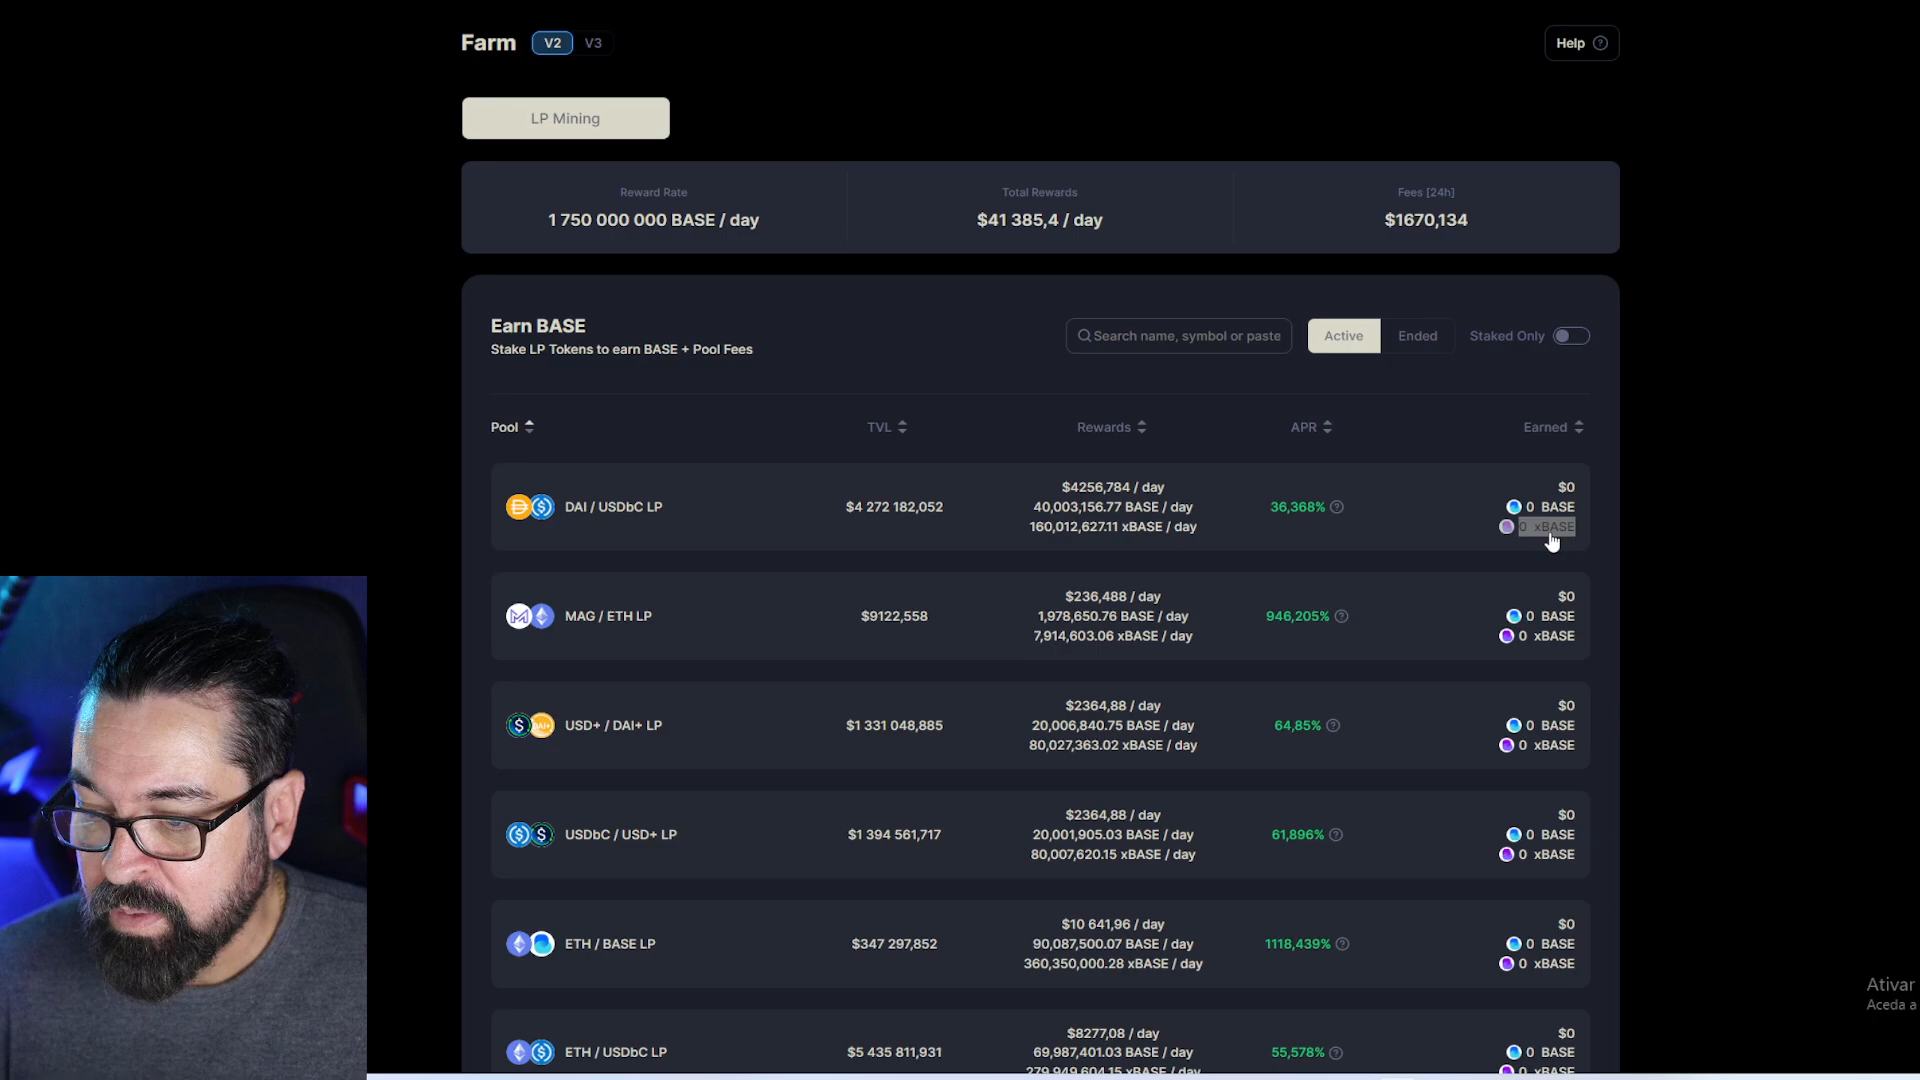 Farm V2 V3
Help
LP Mining
Reward Rate
1 750 000 000 BASE / day
Total Rewards
$41 385,4 / day
Fees [24h]
$1670,134
Earn BASE
Stake LP Tokens to earn BASE + Pool Fees
Search name, symbol or paste
Active
Ended
Staked Only
Pool TVL Rewards APR Earned
DAI / USDbC LP
$4 272 182,052
$4256,784 / day
40,003,156.77 BASE / day
160,012,627.11 xBASE / day
36,368%
$0
0 BASE
0 xBASE
MAG / ETH LP
$9122,558
$236,488 / day
1,978,650.76 BASE / day
7,914,603.06 xBASE / day
946,205%
$0
0 BASE
0 xBASE
USD+ / DAI+ LP
$1 331 048,885
$2364,88 / day
20,006,840.75 BASE / day
80,027,363.02 xBASE / day
64,85%
$0
0 BASE
0 xBASE
USDbC / USD+ LP
$1 394 561,717
$2364,88 / day
20,001,905.03 BASE / day
80,007,620.15 xBASE / day
61,896%
$0
0 BASE
0 xBASE
ETH / BASE LP
$347 297,852
$10 641,96 / day
90,087,500.07 BASE / day
360,350,000.28 xBASE / day
1118,439%
$0
0 BASE
0 xBASE
ETH / USDbC LP
$5 435 811,931
$8277,08 / day
69,987,401.03 BASE / day
279,949,604.15 xBASE / day
55,578%
$0
0 BASE
0 xBASE
Ativar
Aceda a